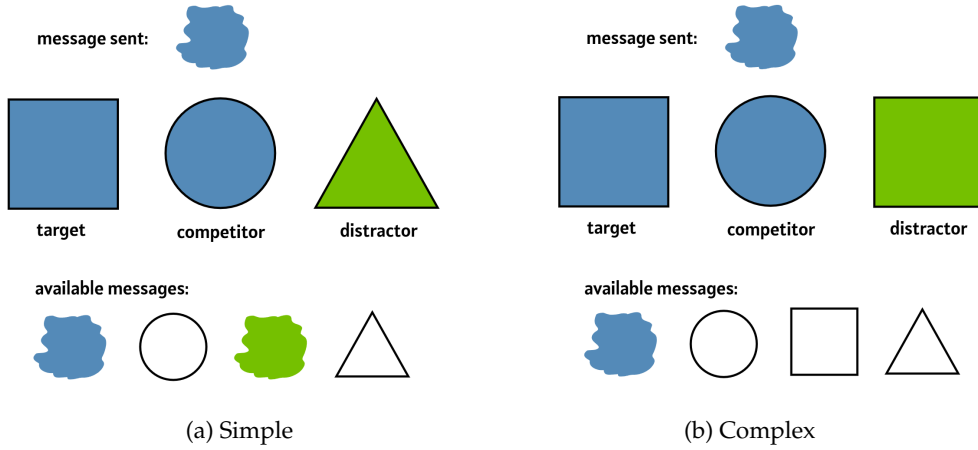 message sent:
target competitor distractor
available messages:
(a) Simple
message sent:
target competitor distractor
available messages:
(b) Complex